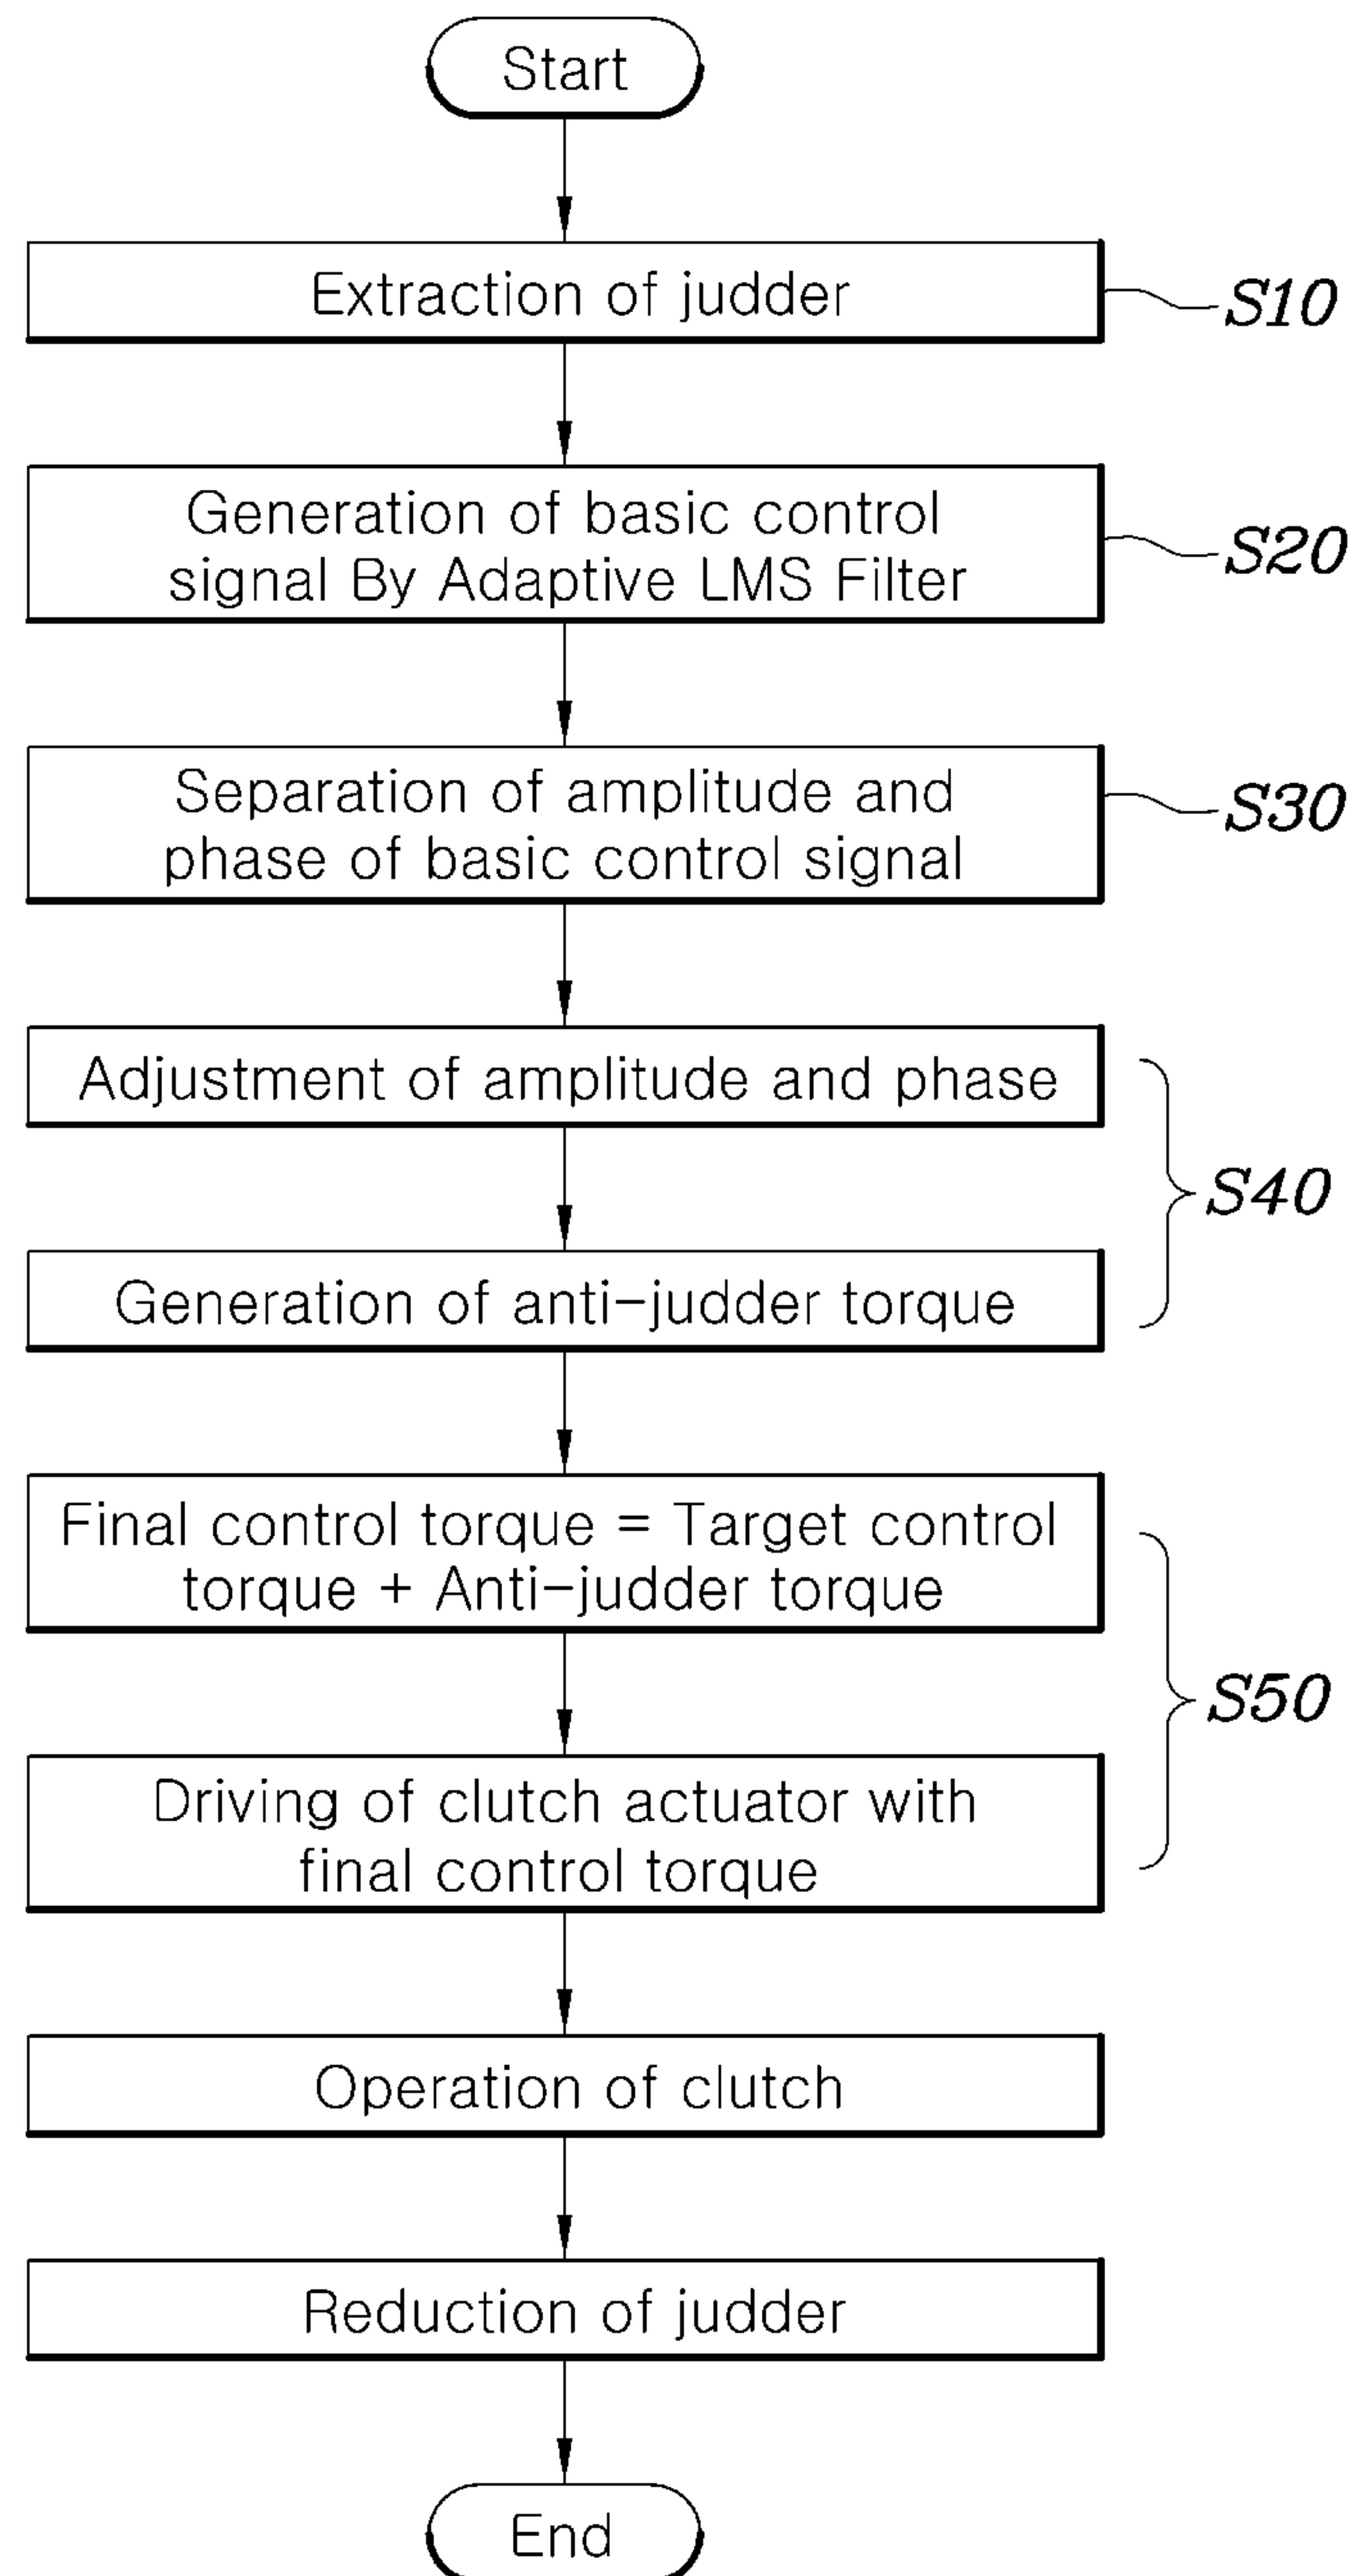 Start
Extraction of judder
S10
Generation of basic control
signal By Adaptive LMS Filter
S20
Separation of amplitude and
phase of basic control signal
S30
Adjustment of amplitude and phase
S40
Generation of anti-judder torque
Final control torque = Target control
torque + Anti-judder torque
S50
Driving of clutch actuator with
final control torque
Operation of clutch
Reduction of judder
End